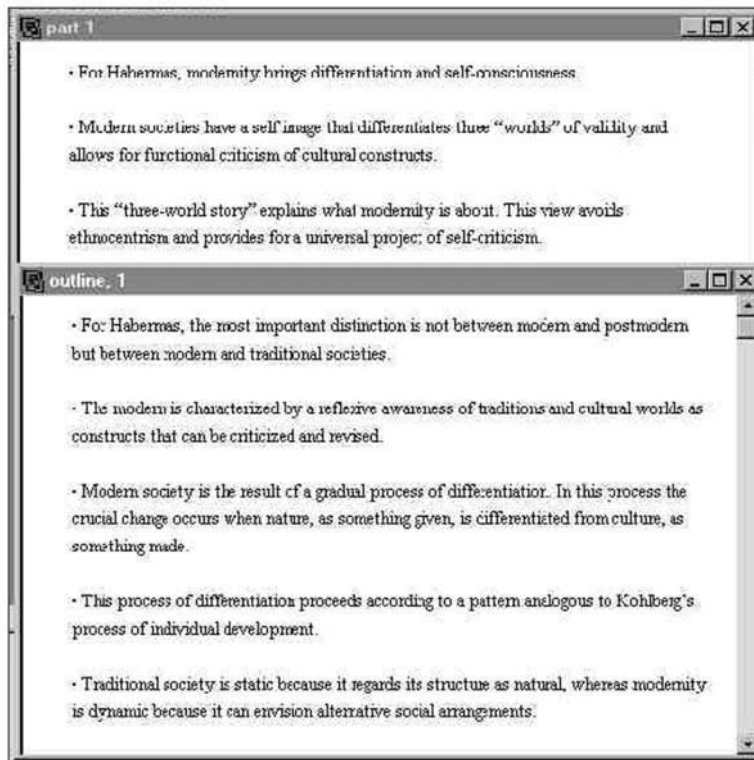 part 1
• For Habermas, modernity brings differentiation and self-consciousness.
• Modern societies have a self image that differentiates three “worlds” of validity and
allows for functional criticism of cultural constructs.
• This “three-world story” explains what modernity is about. This view avoids
ethnocentrism and provides for a universal project of self-criticism.
outline, 1
• For Habermas, the most important distinction is not between modern and postmodern
but between modern and traditional societies.
• The modern is characterized by a reflexive awareness of traditions and cultural worlds as
constructs that can be criticized and revised.
• Modern society is the result of a gradual process of differentiation. In this process the
crucial change occurs when nature, as something given, is differentiated from culture, as
something made.
• This process of differentiation proceeds according to a pattern analogous to Kohlberg’s
process of individual development.
• Traditional society is static because it regards its structure as natural, whereas modernity
is dynamic because it can envision alternative social arrangements.